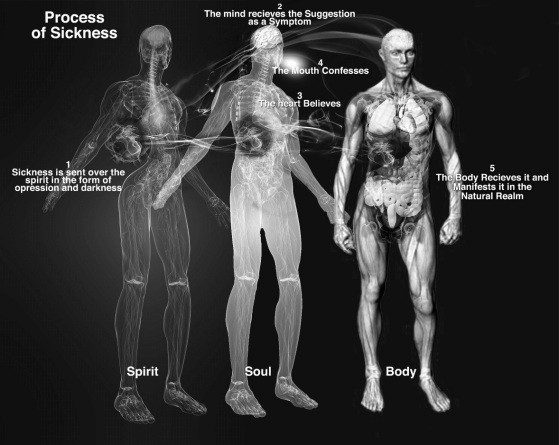 Process
of Sickness
2
The mind recieves the Suggestion
as a Symptom
4
The Mouth Confesses
3
The heart Believes
1
Sickness is sent over the
spirit in the form of
opression and darkness
5
The Body Recieves it and
Manifests it in the
Natural Realm
Spirit
Soul
Body